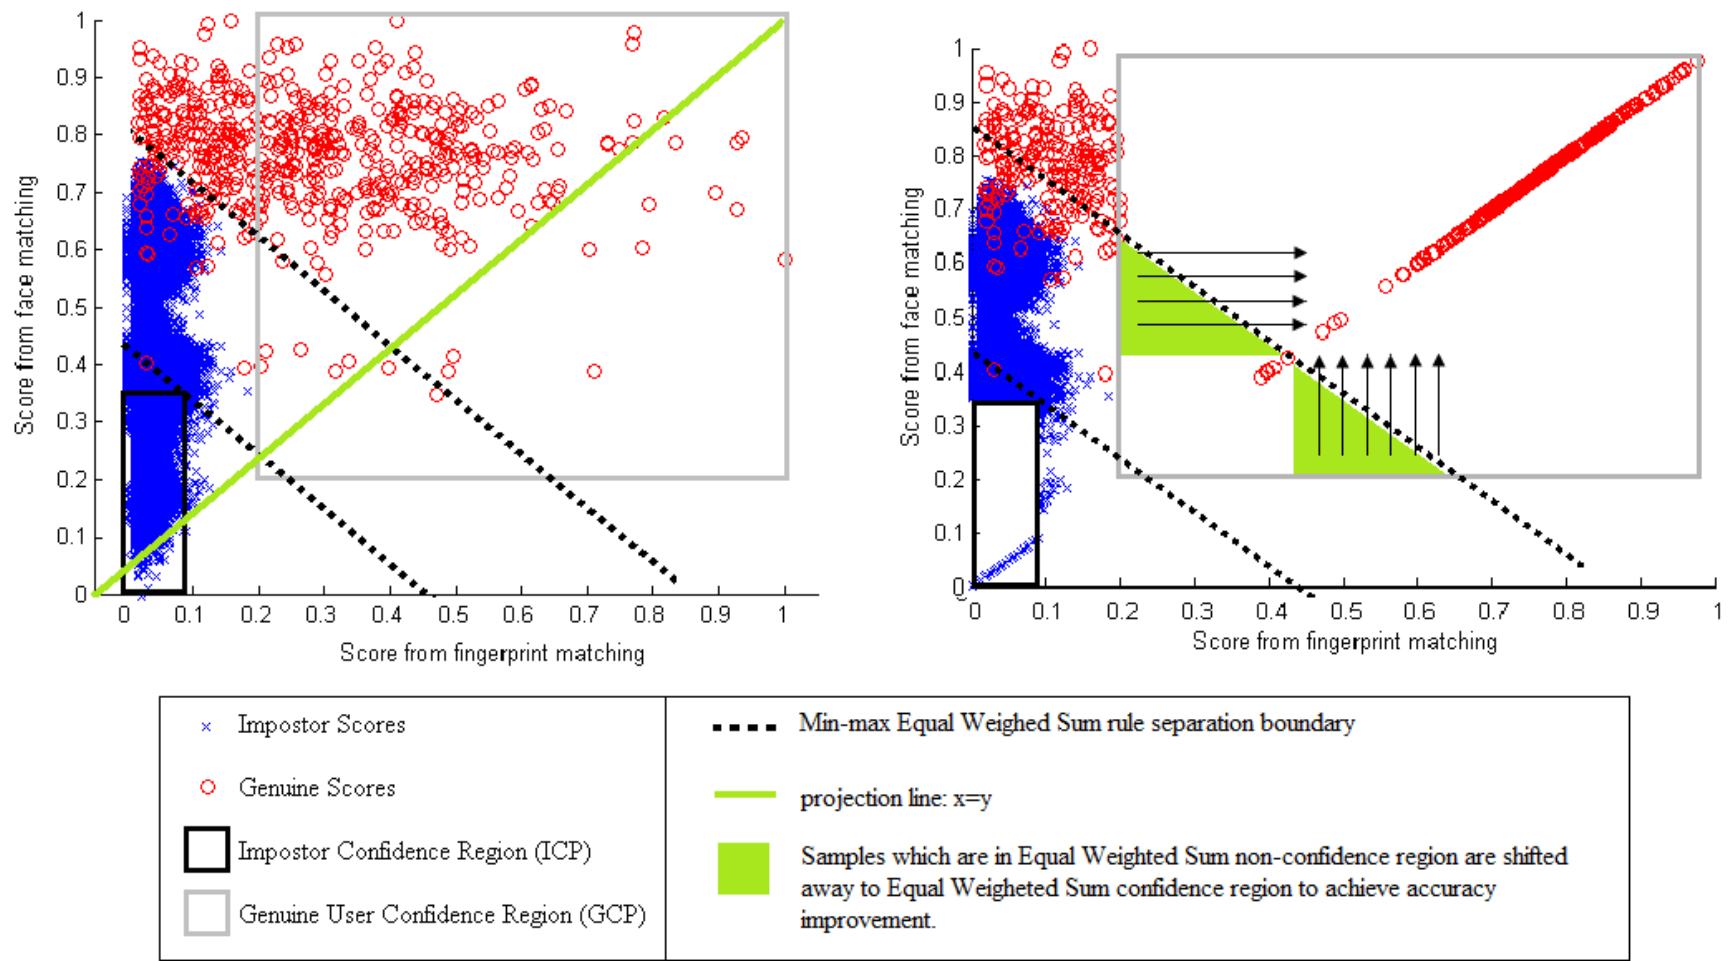 1
0.9
0.8
0.7
0.6
0.5
0.4
0.3
0.2
0.1
0
Score from face matching
0 0.1 0.2 0.3 0.4 0.5 0.6 0.7 0.8 0.9 1
Score from fingerprint matching
1
0.9
0.8
0.7
0.6
0.5
0.4
0.3
0.2
0.1
0
Score from face matching
0 0.1 0.2 0.3 0.4 0.5 0.6 0.7 0.8 0.9 1
Score from fingerprint matching
Impostor Scores
Genuine Scores
Impostor Confidence Region (ICP)
Genuine User Confidence Region (GCP)
Min-max Equal Weighed Sum rule separation boundary
projection line: x=y
Samples which are in Equal Weighted Sum non-confidence region are shifted
away to Equal Weigheted Sum confidence region to achieve accuracy
improvement.